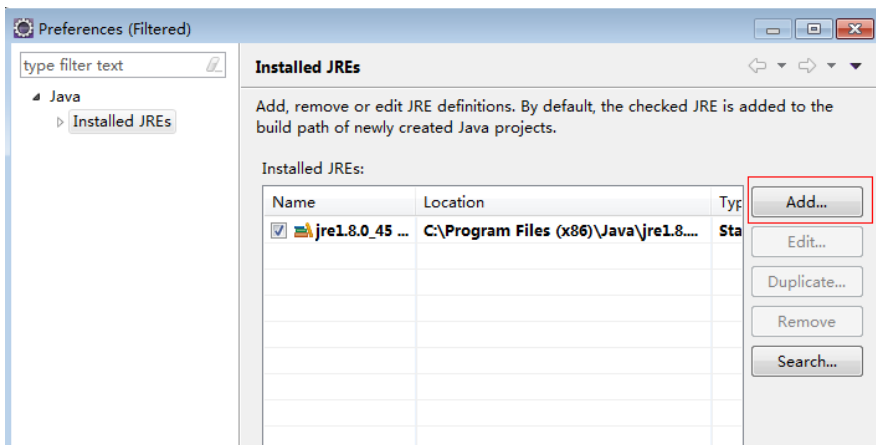 Preferences (Filtered)
type filter text
Java
Installed JREs
Installed JREs
Add, remove or edit JRE definitions. By default, the checked JRE is added to the
build path of newly created Java projects.
Installed JREs:
Name Location Typ
jre1.8.0_45 ... C:\Program Files (x86)\Java\jre1.8.... Sta
Add...
Edit...
Duplicate...
Remove
Search...